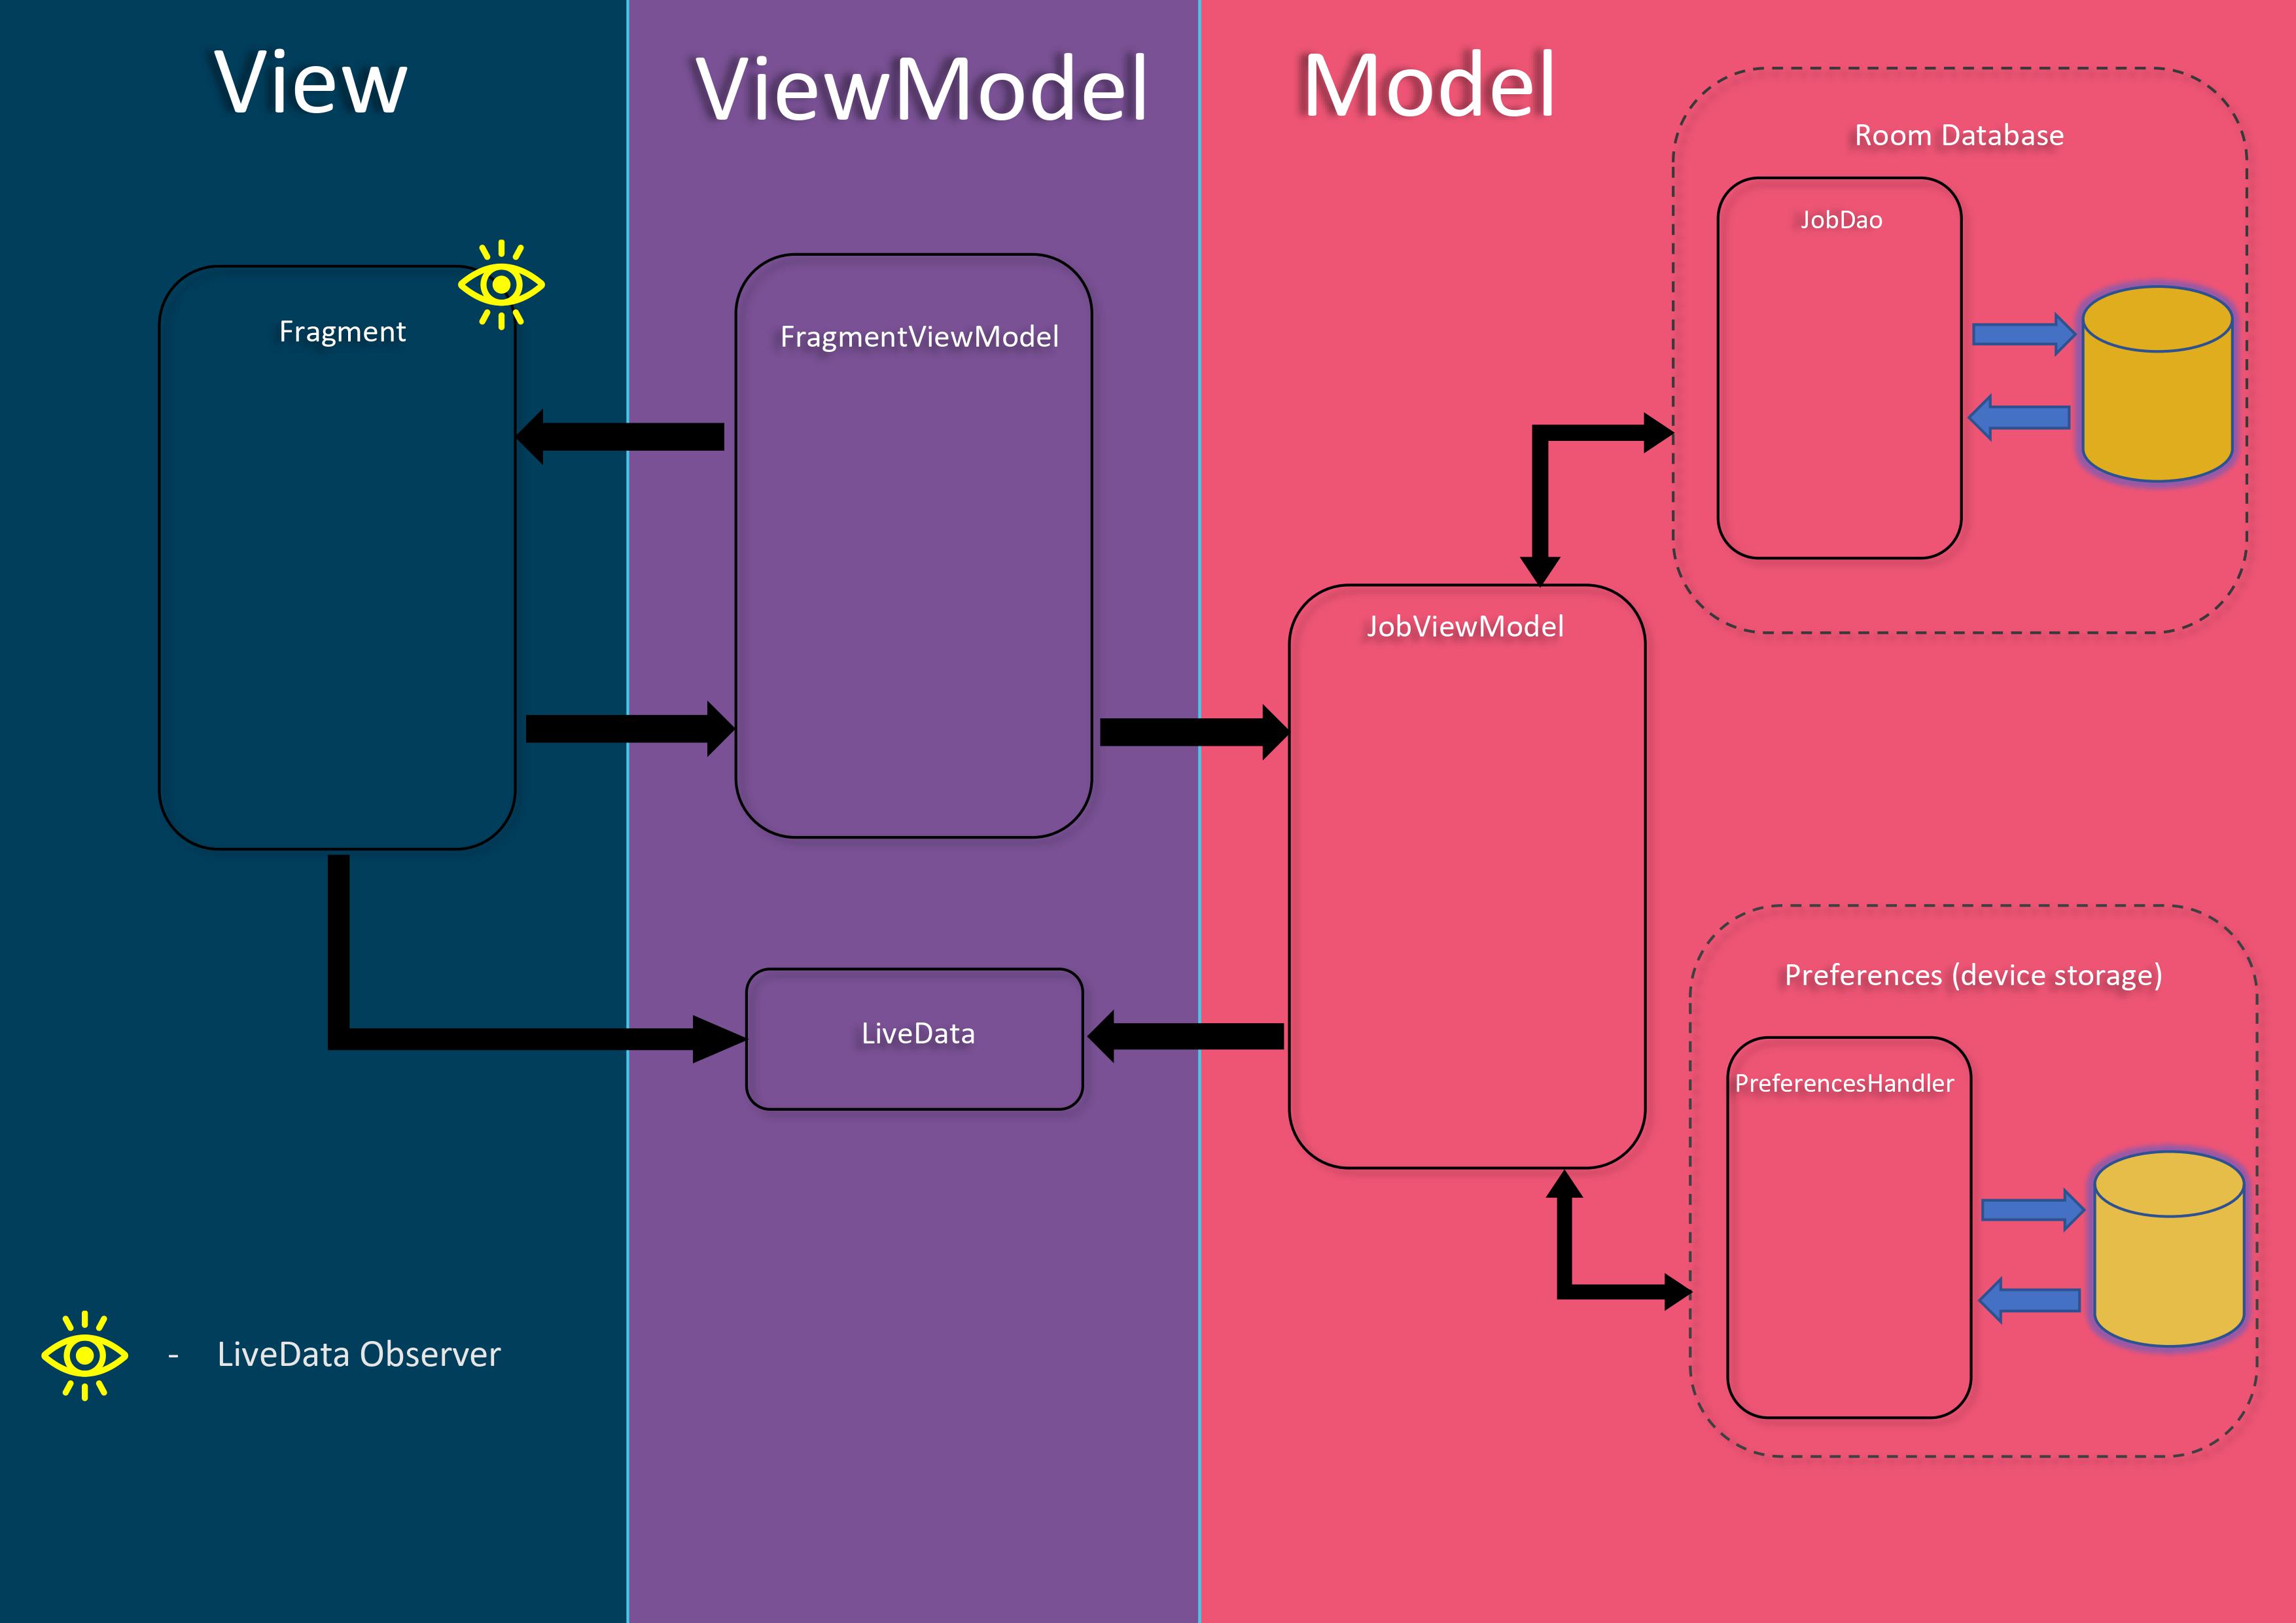 View
ViewModel
Model
Room Database
JobDao
Fragment
FragmentViewModel
JobViewModel
LiveData
Preferences (device storage)
PreferencesHandler
- LiveData Observer